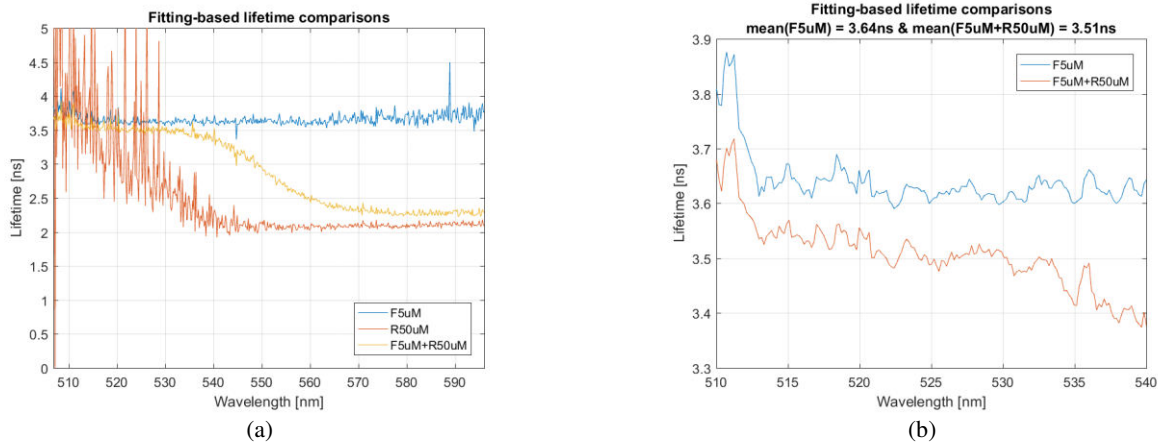 Fitting-based lifetime comparisons
5
4.5
4
3.5
3
2.5
2
1.5
1
0.5
0
Lifetime [ns]
F5uM
R50uM
F5uM+R50uM
510 520 530 540 550 560 570 580 590
Wavelength [nm]
(a)
Fitting-based lifetime comparisons
mean(F5uM) = 3.64ns & mean(F5uM+R50uM) = 3.51ns
3.9
3.8
3.7
3.6
3.5
3.4
3.3
Lifetime [ns]
F5uM
F5uM+R50uM
510 515 520 525 530 535 540
Wavelength [nm]
(b)